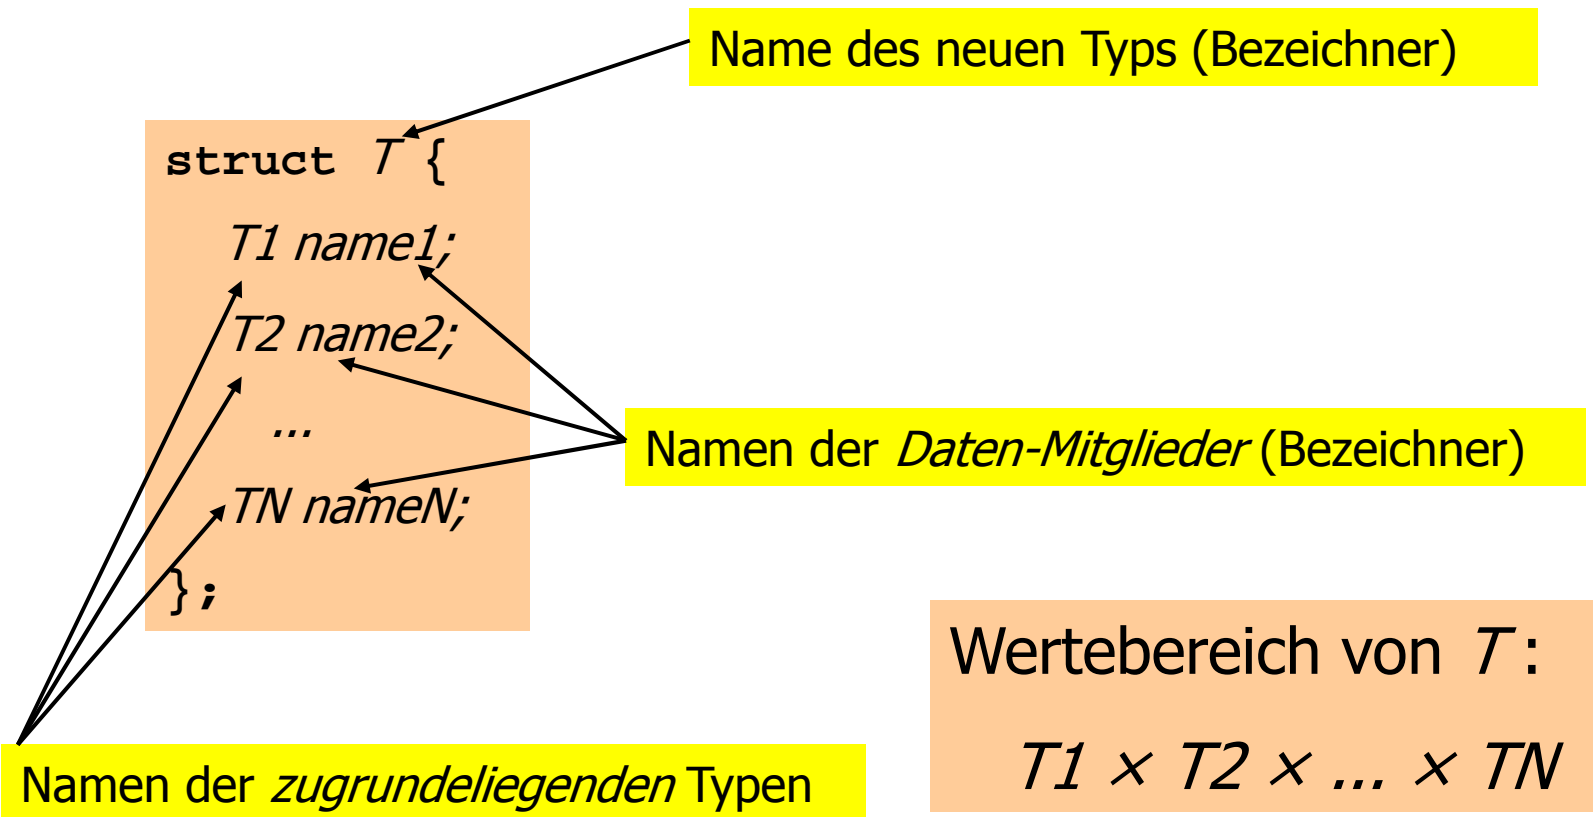 Name des neuen Typs (Bezeichner)
struct T {
T1 name1;
T2 name2;
...
TN nameN;
};
Namen der Daten-Mitglieder (Bezeichner)
Wertebereich von T :
T1 × T2 × ... × TN
Namen der zugrundeliegenden Typen